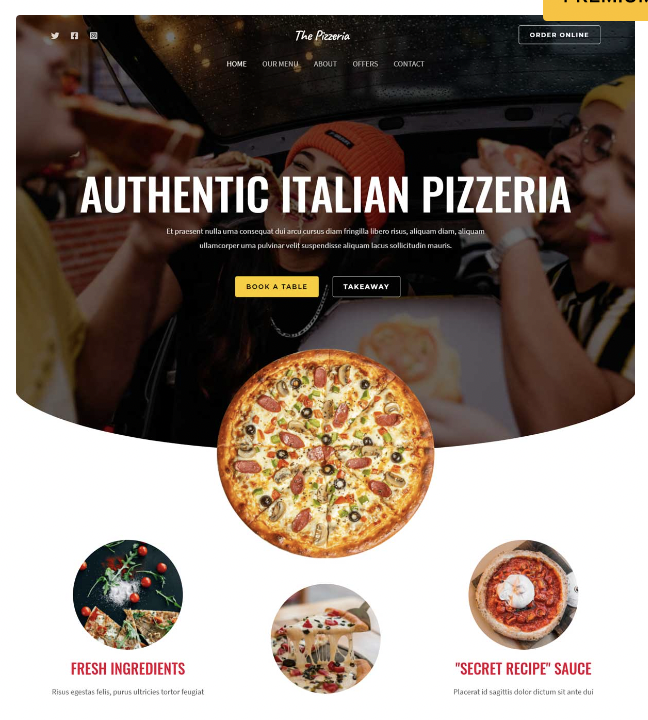 The Pizzeria
ORDER ONLINE
HOME OUR MENU ABOUT OFFERS CONTACT
AUTHENTIC ITALIAN PIZZERIA
Et praesent nulla urna consequat dui arcu cursus diam fringilla libero risus, aliquam diam, aliquam
ullamcorper urna pulvinar velit suspendisse aliquam lacus sollicitudin mauris.
BOOK A TABLE TAKEAWAY
FRESH INGREDIENTS
Risus egestas felis, purus ultricies tortor feugiat
"SECRET RECIPE" SAUCE
Placerat id sagittis dolor dictum sit ante dui